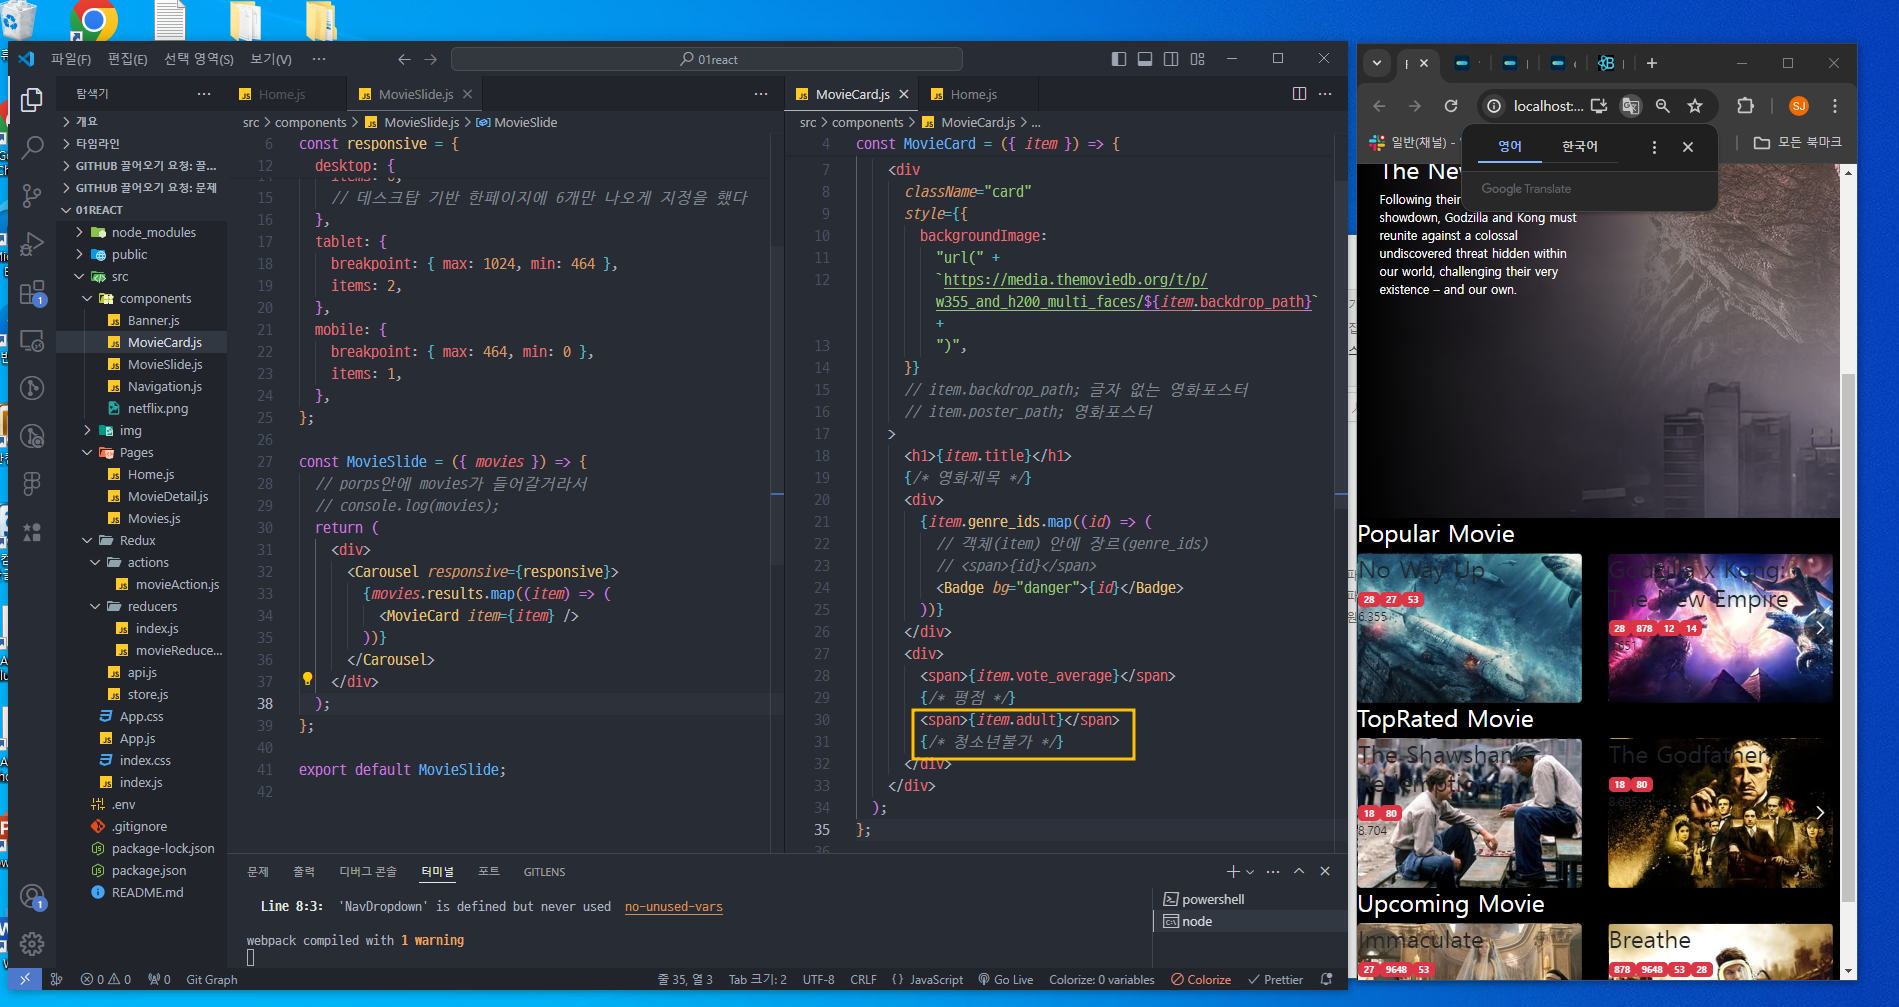 파일(F) 편집(E) 선택 영역(S) 보기(V) ··· 01react
탐색기 ···
개요
타임라인
GITHUB 끌어오기 요청: 끌...
GITHUB 끌어오기 요청: 문제
01REACT
node_modules
public
src
components
Banner.js
MovieCard.js
MovieSlide.js
Navigation.js
netflix.png
img
Pages
Home.js
MovieDetail.js
Movies.js
Redux
actions
movieAction.js
reducers
index.js
movieReduce...
api.js
store.js
App.css
App.js
index.css
index.js
.env
.gitignore
package-lock.json
package.json
README.md
1
1
Home.js MovieSlide.js ···
src > components > MovieSlide.js > MovieSlide
6 const responsive = {
12 desktop: {
15 // 데스크탑 기반 한페이지에 6개만 나오게 지정을 했다
16 },
17 tablet: {
18 breakpoint: { max: 1024, min: 464 },
19 items: 2,
20 },
21 mobile: {
22 breakpoint: { max: 464, min: 0 },
23 items: 1,
24 },
25 };
26
27 const MovieSlide = ({ movies }) => {
28 // porps안에 movies가 들어갈거라서
29 // console.log(movies);
30 return (
31 <div>
32 <Carousel responsive={responsive}>
33 {movies.results.map((item) => (
34 <MovieCard item={item} />
35 ))}
36 </Carousel>
37 </div>
38 );
39 };
40
41 export default MovieSlide;
42
MovieCard.js Home.js ···
src > components > MovieCard.js > ...
4 const MovieCard = ({ item }) => {
7 <div
8 className="card"
9 style={{
10 backgroundImage:
11 "url(" +
12 `https://media.themoviedb.org/t/p/
w355_and_h200_multi_faces/${item.backdrop_path}`
+
13 ")",
14 }}
15 // item.backdrop_path; 글자 없는 영화포스터
16 // item.poster_path; 영화포스터
17 >
18 <h1>{item.title}</h1>
19 {/* 영화제목 */}
20 <div>
21 {item.genre_ids.map((id) => (
22 // 객체(item) 안에 장르(genre_ids)
23 // <span>{id}</span>
24 <Badge bg="danger">{id}</Badge>
25 ))}
26 </div>
27 <div>
28 <span>{item.vote_average}</span>
29 {/* 평점 */}
30 <span>{item.adult}</span>
31 {/* 청소년불가 */}
32 </div>
33 </div>
34 );
35 };
36
문제 출력 디버그 콘솔 터미널 포트 GITLENS
Line 8:3: 'NavDropdown' is defined but never used no-unused-vars
webpack compiled with 1 warning
powershell
node
0 0 0 Git Graph 줄 35, 열 3 Tab 크기: 2 UTF-8 CRLF { } JavaScript Go Live Colorize: 0 variables Colorize Prettier
localhost:... SJ
일반(채널) - 모든 북마크
영어 한국어
Google Translate
The New
Following their
showdown, Godzilla and Kong must
reunite against a colossal
undiscovered threat hidden within
our world, challenging their very
existence – and our own.
Popular Movie
No Way Up
28 27 53
6.355
Godzilla x Kong:
The New Empire
28 878 12 14
TopRated Movie
The Shawshank
Redemption
18 80
8.704
The Godfather
18 80
8.695
Upcoming Movie
Immaculate
27 9648 53
Breathe
878 9648 53 28